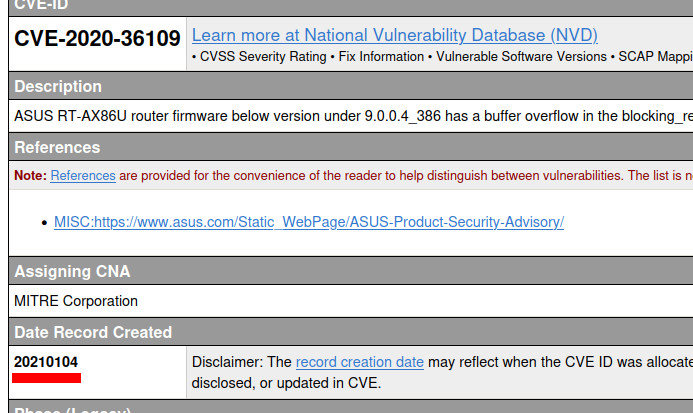 CVE-ID
CVE-2020-36109
Learn more at National Vulnerability Database (NVD)
• CVSS Severity Rating • Fix Information • Vulnerable Software Versions • SCAP Mappi
Description
ASUS RT-AX86U router firmware below version under 9.0.0.4_386 has a buffer overflow in the blocking_re
References
Note: References are provided for the convenience of the reader to help distinguish between vulnerabilities. The list is n
• MISC:https://www.asus.com/Static_WebPage/ASUS-Product-Security-Advisory/
Assigning CNA
MITRE Corporation
Date Record Created
20210104
Disclaimer: The record creation date may reflect when the CVE ID was allocate
disclosed, or updated in CVE.
Phase (Legacy)